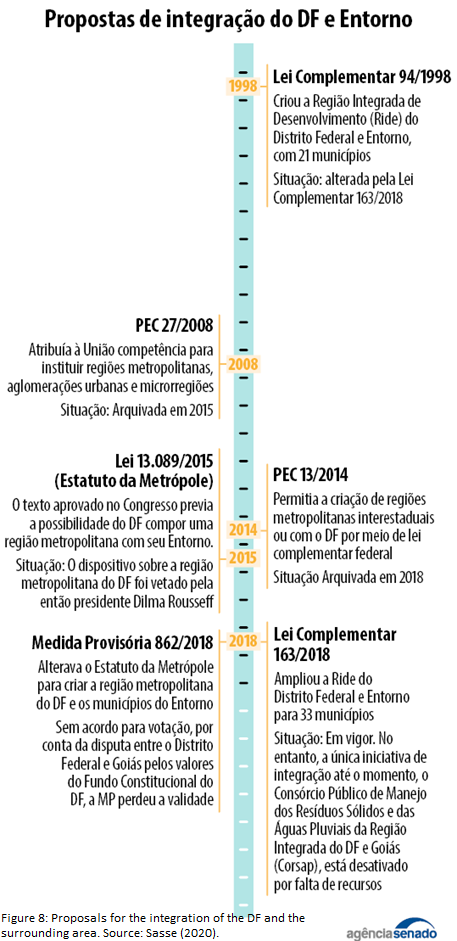 Propostas de integração do DF e Entorno
1998
Lei Complementar 94/1998
Criou a Região Integrada de
Desenvolvimento (Ride) do
Distrito Federal e Entorno,
com 21 municípios
Situação: alterada pela Lei
Complementar 163/2018
PEC 27/2008
Atribuía à União competência para
instituir regiões metropolitanas,
aglomerações urbanas e microrregiões
Situação: Arquivada em 2015
2008
Lei 13.089/2015
(Estatuto da Metrópole)
O texto aprovado no Congresso previa
a possibilidade do DF compor uma
região metropolitana com seu Entorno.
Situação: O dispositivo sobre a região
metropolitana do DF foi vetado pela
então presidente Dilma Rousseff
2014
2015
PEC 13/2014
Permitia a criação de regiões
metropolitanas interestaduais
ou com o DF por meio de lei
complementar federal
Situação Arquivada em 2018
Medida Provisória 862/2018
Alterava o Estatuto da Metrópole
para criar a região metropolitana
do DF e os municípios do Entorno
Sem acordo para votação, por
conta da disputa entre o Distrito
Federal e Goiás pelos valores
do Fundo Constitucional do
DF, a MP perdeu a validade
2018
Lei Complementar
163/2018
Ampliou a Ride do
Distrito Federal e Entorno
para 33 municípios
Situação: Em vigor. No
entanto, a única iniciativa de
integração até o momento, o
Consórcio Público de Manejo
dos Resíduos Sólidos e das
Águas Pluviais da Região
Integrada do DF e Goiás
(Corsap), está desativado
por falta de recursos
Figure 8: Proposals for the integration of the DF and the
surrounding area. Source: Sasse (2020).
agênciasenado